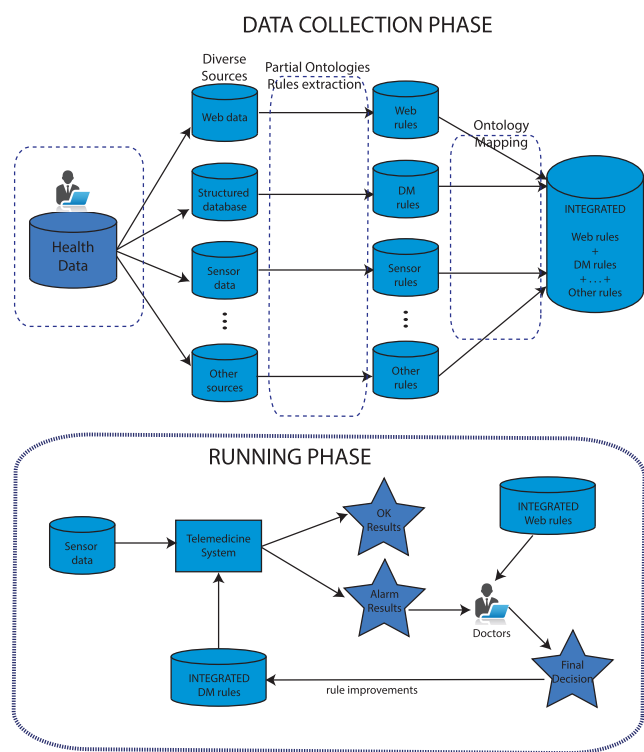 DATA COLLECTION PHASE
Diverse
Sources
Partial Ontologies
Rules extraction
Web data
Web
rules
Ontology
Mapping
Structured
database
DM
rules
INTEGRATED
Web rules
+
DM rules
+ . . . +
Other rules
Health
Data
Sensor
data
Sensor
rules
Other
sources
Other
rules
RUNNING PHASE
OK
Results
INTEGRATED
Web rules
Sensor
data
Telemedicine
System
Alarm
Results
Doctors
Final
Decision
INTEGRATED
DM rules
rule improvements